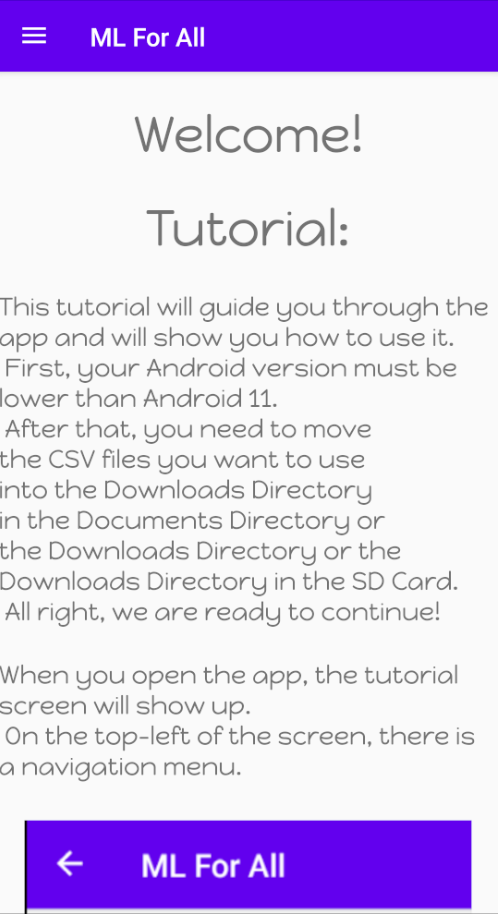 ML For All
Welcome!
Tutorial:
This tutorial will guide you through the
app and will show you how to use it.
First, your Android version must be
lower than Android 11.
After that, you need to move
the CSV files you want to use
into the Downloads Directory
in the Documents Directory or
the Downloads Directory or the
Downloads Directory in the SD Card.
All right, we are ready to continue!
When you open the app, the tutorial
screen will show up.
On the top-left of the screen, there is
a navigation menu.
ML For All